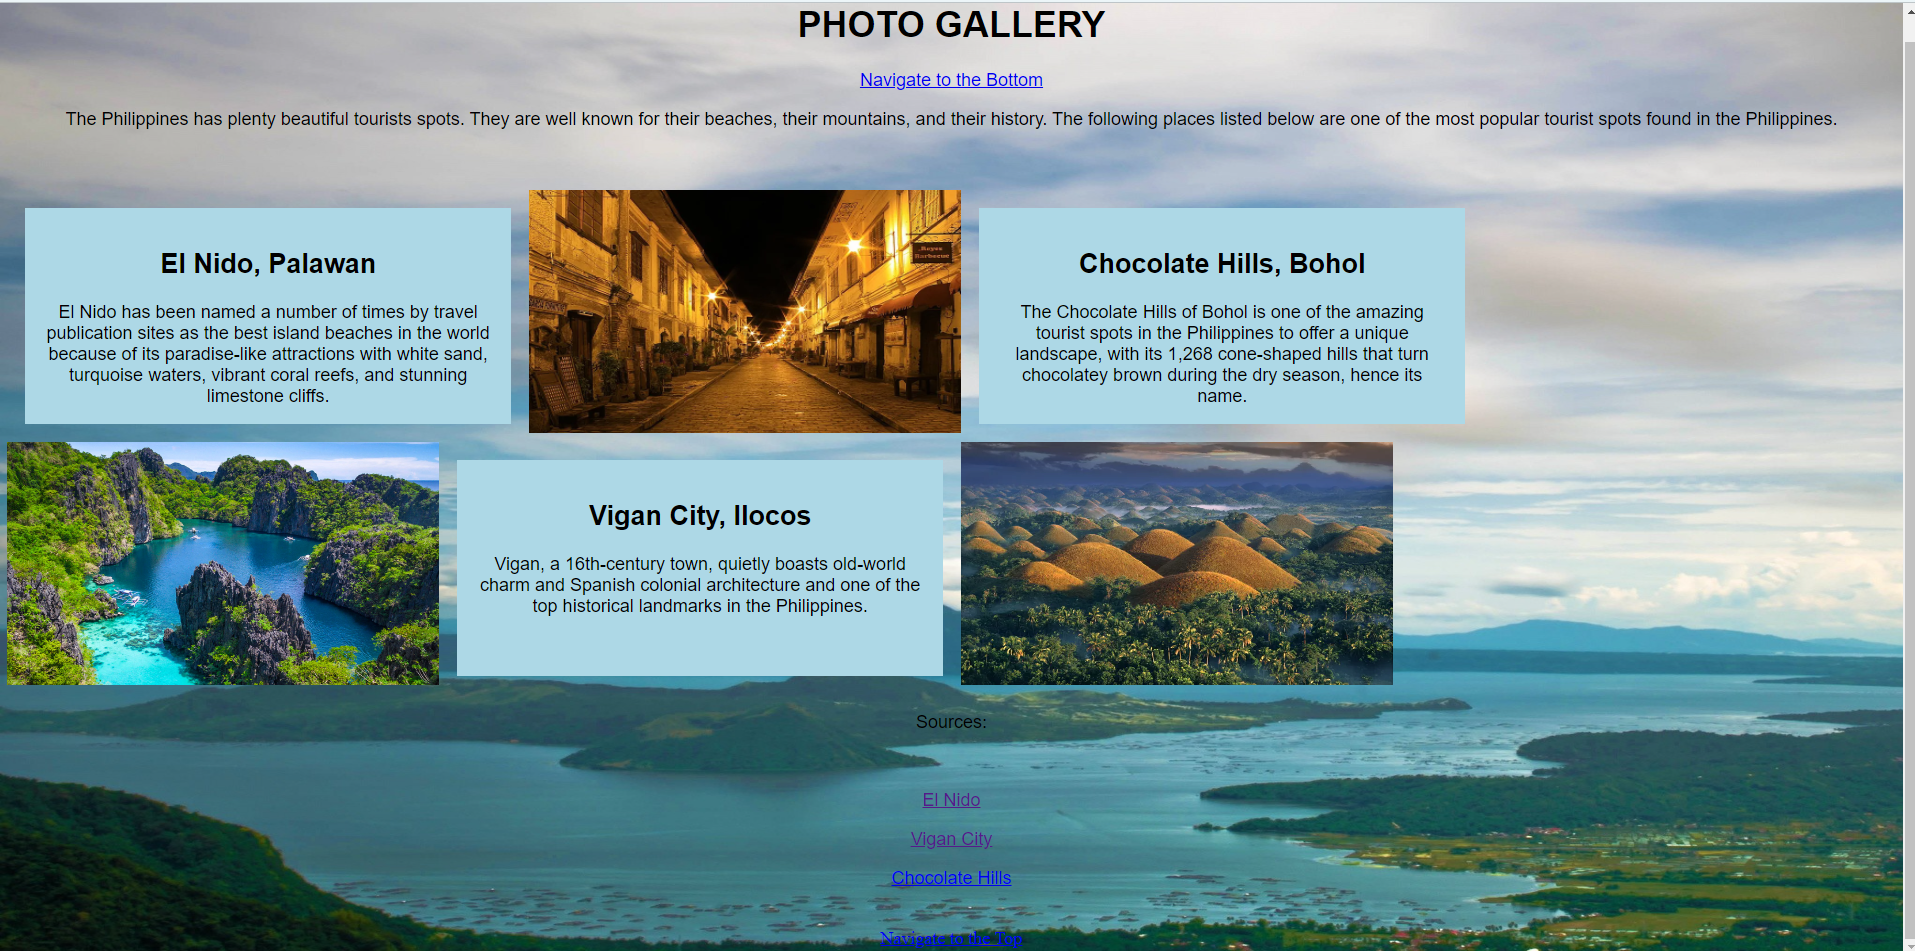 PHOTO GALLERY
Navigate to the Bottom
The Philippines has plenty beautiful tourists spots. They are well known for their beaches, their mountains, and their history. The following places listed below are one of the most popular tourist spots found in the Philippines.
El Nido, Palawan
El Nido has been named a number of times by travel
publication sites as the best island beaches in the world
because of its paradise-like attractions with white sand,
turquoise waters, vibrant coral reefs, and stunning
limestone cliffs.
Reyes
Barbecue
Chocolate Hills, Bohol
The Chocolate Hills of Bohol is one of the amazing
tourist spots in the Philippines to offer a unique
landscape, with its 1,268 cone-shaped hills that turn
chocolatey brown during the dry season, hence its
name.
Vigan City, Ilocos
Vigan, a 16th-century town, quietly boasts old-world
charm and Spanish colonial architecture and one of the
top historical landmarks in the Philippines.
Sources:
El Nido
Vigan City
Chocolate Hills
Navigate to the Top